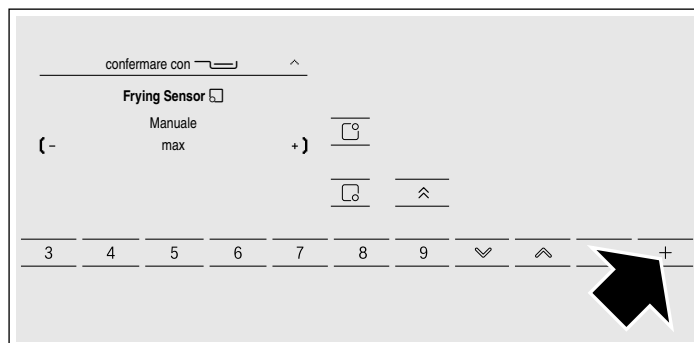 confermare con
Frying Sensor
Manuale
- max +
3 4 5 6 7 8 9 +